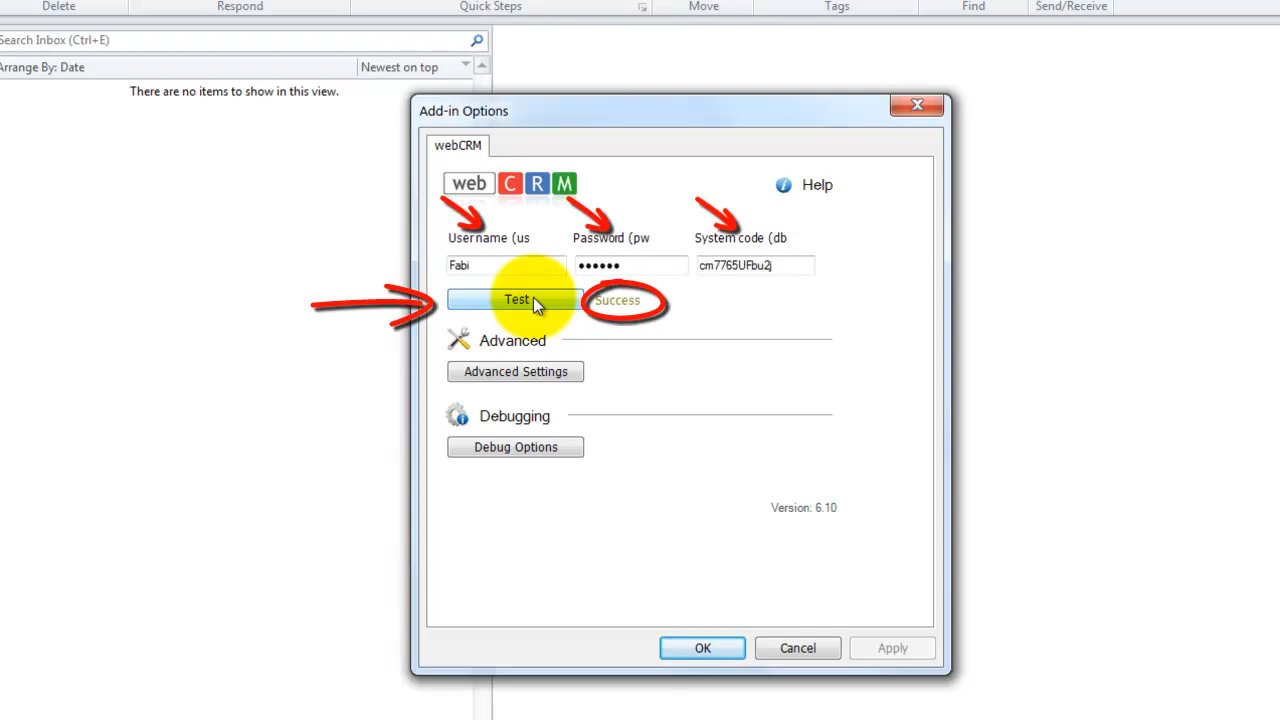 Delete Respond Quick Steps Move Tags Find Send/Receive
Search Inbox (Ctrl+E)
Arrange By: Date Newest on top
There are no items to show in this view.
Add-in Options
webCRM
web C R M Help
Username (us Password (pw System code (db
Fabi •••••• cm7765UFbu2j
Test Success
Advanced
Advanced Settings
Debugging
Debug Options
Version: 6.10
OK Cancel Apply